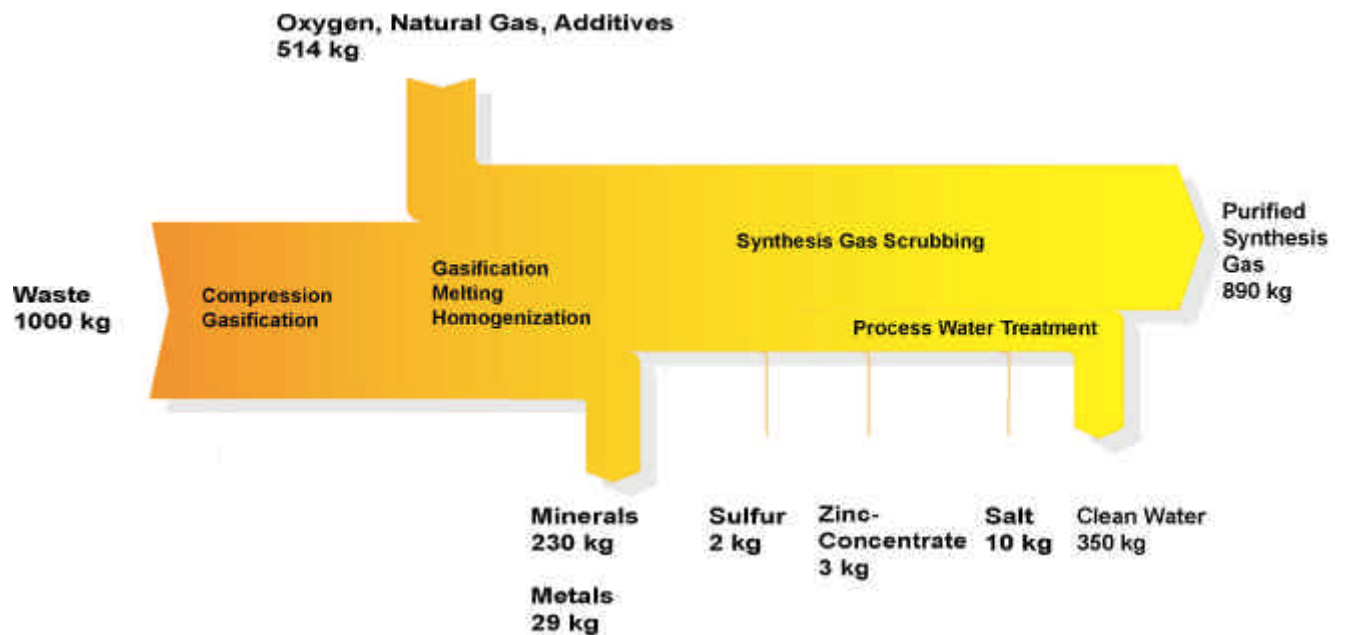 Oxygen, Natural Gas, Additives
514 kg
Waste
1000 kg
Compression
Gasification
Gasification
Melting
Homogenization
Synthesis Gas Scrubbing
Process Water Treatment
Purified
Synthesis
Gas
890 kg
Minerals
230 kg
Metals
29 kg
Sulfur
2 kg
Zinc-
Concentrate
3 kg
Salt
10 kg
Clean Water
350 kg